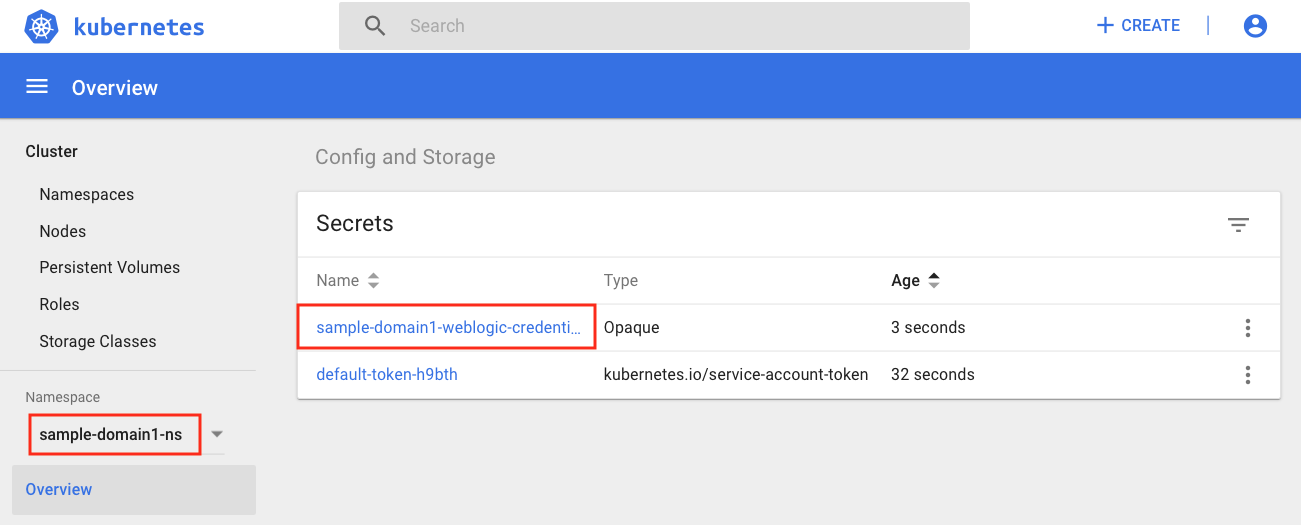 kubernetes
Search
CREATE
Overview
Cluster
Namespaces
Nodes
Persistent Volumes
Roles
Storage Classes
Namespace
sample-domain1-ns
Overview
Config and Storage
Secrets
Name Type Age
sample-domain1-weblogic-credenti... Opaque 3 seconds
default-token-h9bth kubernetes.io/service-account-token 32 seconds